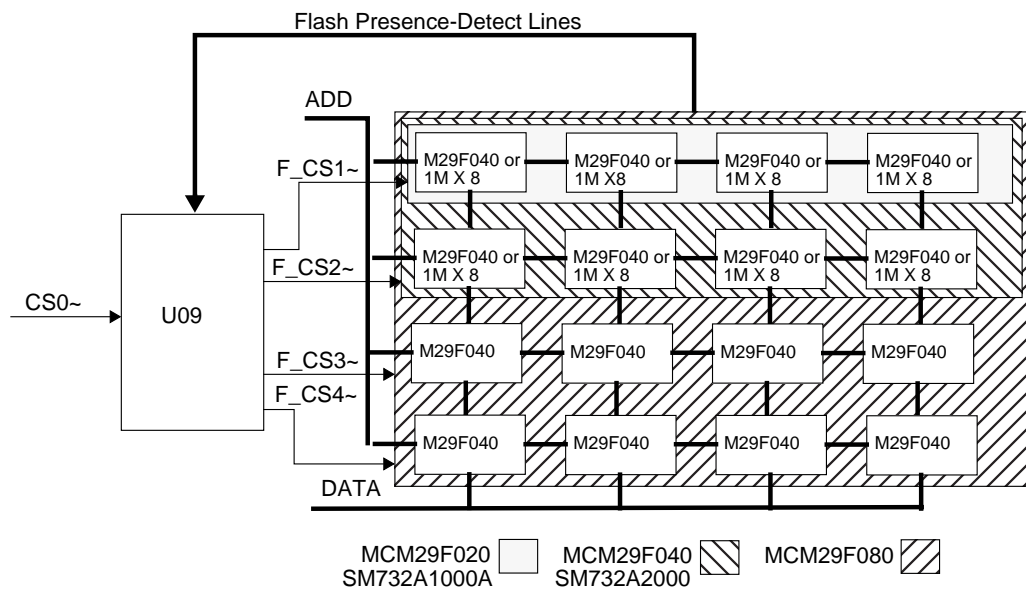 Flash Presence-Detect Lines
ADD
F_CS1~
M29F040 or
1M X 8
M29F040 or
1M X8
M29F040 or
1M X 8
M29F040 or
1M X 8
F_CS2~
M29F040 or
1M X 8
M29F040 or
1M X 8
M29F040 or
1M X 8
M29F040 or
1M X 8
CS0~
U09
F_CS3~
M29F040
M29F040
M29F040
M29F040
F_CS4~
M29F040
M29F040
M29F040
M29F040
DATA
MCM29F020
SM732A1000A
MCM29F040
SM732A2000
MCM29F080